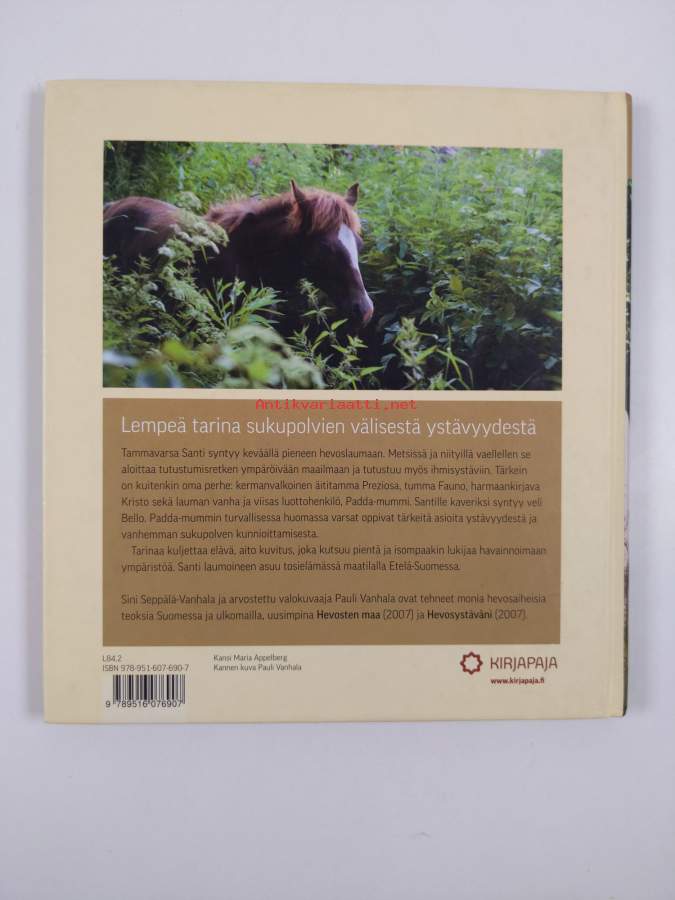 Antikvariaatti.net
Lempeä tarina sukupolvien välisestä ystävyydestä
Tammavarsa Santi syntyy keväällä pieneen hevoslaumaan. Metsissä ja niityillä vaellellen se
aloittaa tutustumisretken ympäröivään maailmaan ja tutustuu myös ihmisystäviin. Tärkein
on kuitenkin oma perhe: kermanvalkoinen äititamma Preziosa, tumma Fauno, harmaankirjava
Kristo sekä lauman vanha ja viisas luottohenkilö, Padda-mummi. Santille kaveriksi syntyy veli
Bello. Padda-mummin turvallisessa huomassa varsat oppivat tärkeitä asioita ystävyydestä ja
vanhemman sukupolven kunnioittamisesta.
Tarinaa kuljettaa elävä, aito kuvitus, joka kutsuu pientä ja isompaakin lukijaa havainnoimaan
ympäristöä. Santi laumoineen asuu tosielämässä maatilalla Etelä-Suomessa.
Sini Seppälä-Vanhala ja arvostettu valokuvaaja Pauli Vanhala ovat tehneet monia hevosaiheisia
teoksia Suomessa ja ulkomailla, uusimpina Hevosten maa (2007) ja Hevosystäväni (2007).
L84.2
ISBN 978-951-607-690-7
9 789516 076907
Kansi Maria Appelberg
Kannen kuva Pauli Vanhala
KIRJAPAJA
www.kirjapaja.fi